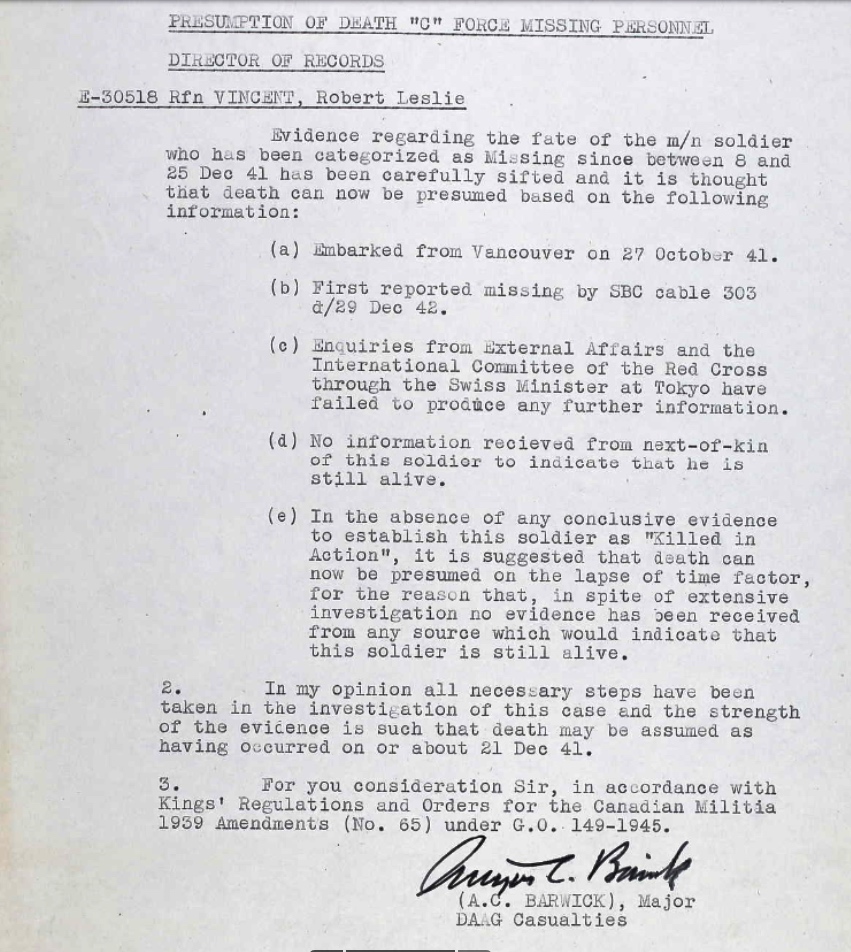 PRESUMPTION OF DEATH "C" FORCE MISSING PERSONNEL
DIRECTOR OF RECORDS
E-30518 Rfn VINCENT, Robert Leslie
Evidence regarding the fate of the m/n soldier
who has been categorized as Missing since between 8 and
25 Dec 41 has been carefully sifted and it is thought
that death can now be presumed based on the following
information:
(a) Embarked from Vancouver on 27 October 41.
(b) First reported missing by SBC cable 303
d/29 Dec 42.
(c) Enquiries from External Affairs and the
International Committee of the Red Cross
through the Swiss Minister at Tokyo have
failed to produce any further information.
(d) No information recieved from next-of-kin
of this soldier to indicate that he is
still alive.
(e) In the absence of any conclusive evidence
to establish this soldier as "Killed in
Action", it is suggested that death can
now be presumed on the lapse of time factor,
for the reason that, in spite of extensive
investigation no evidence has been received
from any source which would indicate that
this soldier is still alive.
2. In my opinion all necessary steps have been
taken in the investigation of this case and the strength
of the evidence is such that death may be assumed as
having occurred on or about 21 Dec 41.
3. For you consideration Sir, in accordance with
Kings' Regulations and Orders for the Canadian Militia
1939 Amendments (No. 65) under G.O. 149-1945.
(A.C. BARWICK), Major
DAAG Casualties